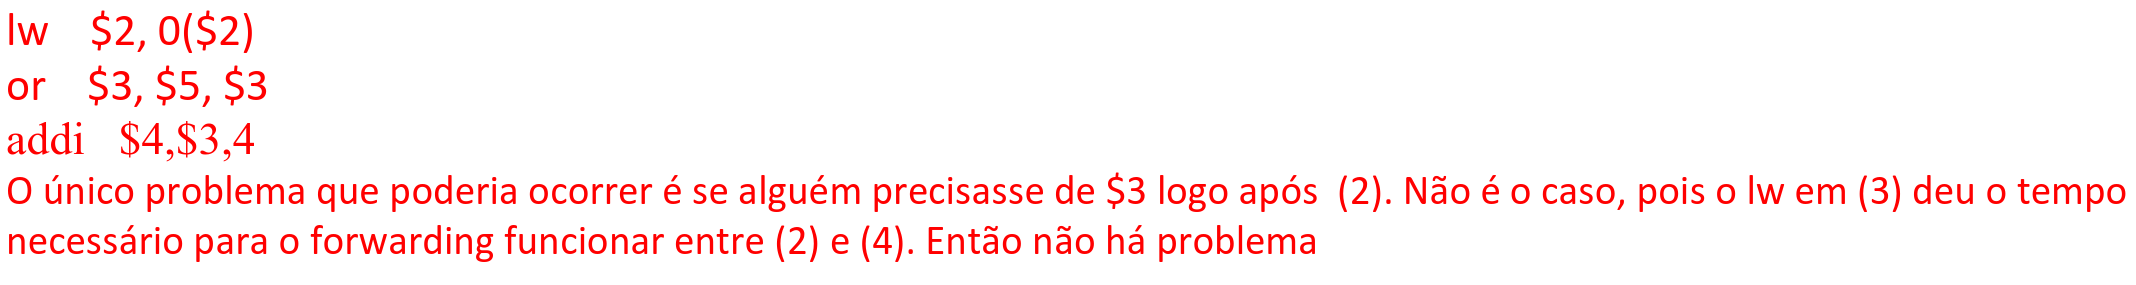 lw $2, 0($2)
or $3, $5, $3
addi $4,$3,4
O único problema que poderia ocorrer é se alguém precisasse de $3 logo após (2). Não é o caso, pois o lw em (3) deu o tempo
necessário para o forwarding funcionar entre (2) e (4). Então não há problema